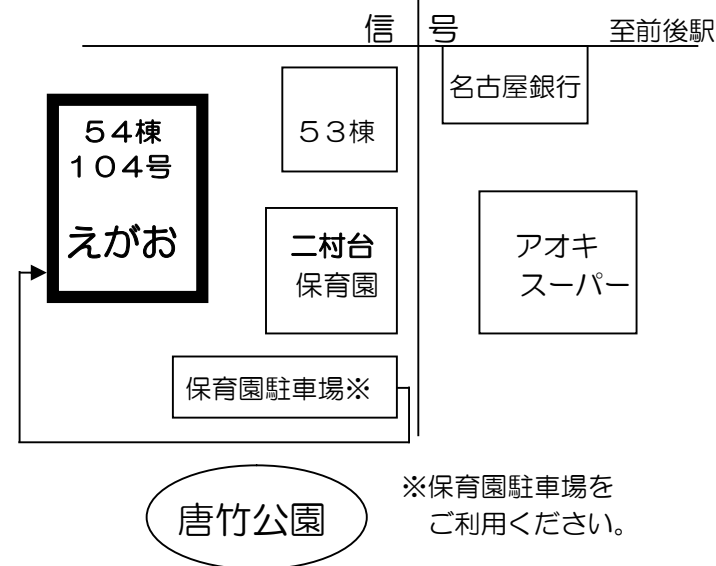 信号
至前後駅
名古屋銀行
５４棟
１０４号
えがお
５３棟
二村台
保育園
アオキ
スーパー
保育園駐車場※
唐竹公園
※保育園駐車場を
ご利用ください。